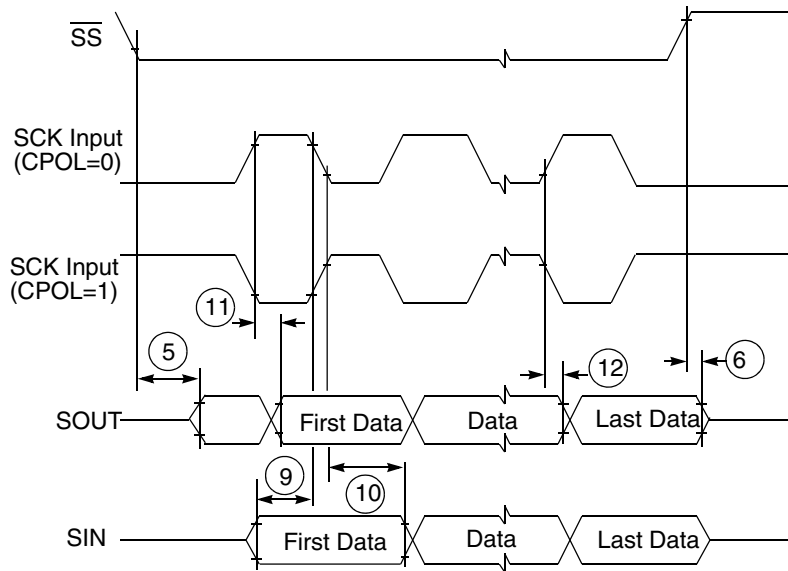 SS
SCK Input
(CPOL=0)
SCK Input
(CPOL=1)
11
5
12
6
SOUT
First Data
Data
Last Data
9
10
SIN
First Data
Data
Last Data